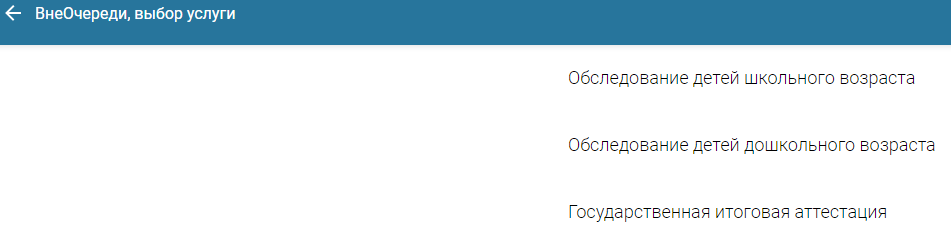 ВнеОчереди, выбор услуги
Обследование детей школьного возраста
Обследование детей дошкольного возраста
Государственная итоговая аттестация